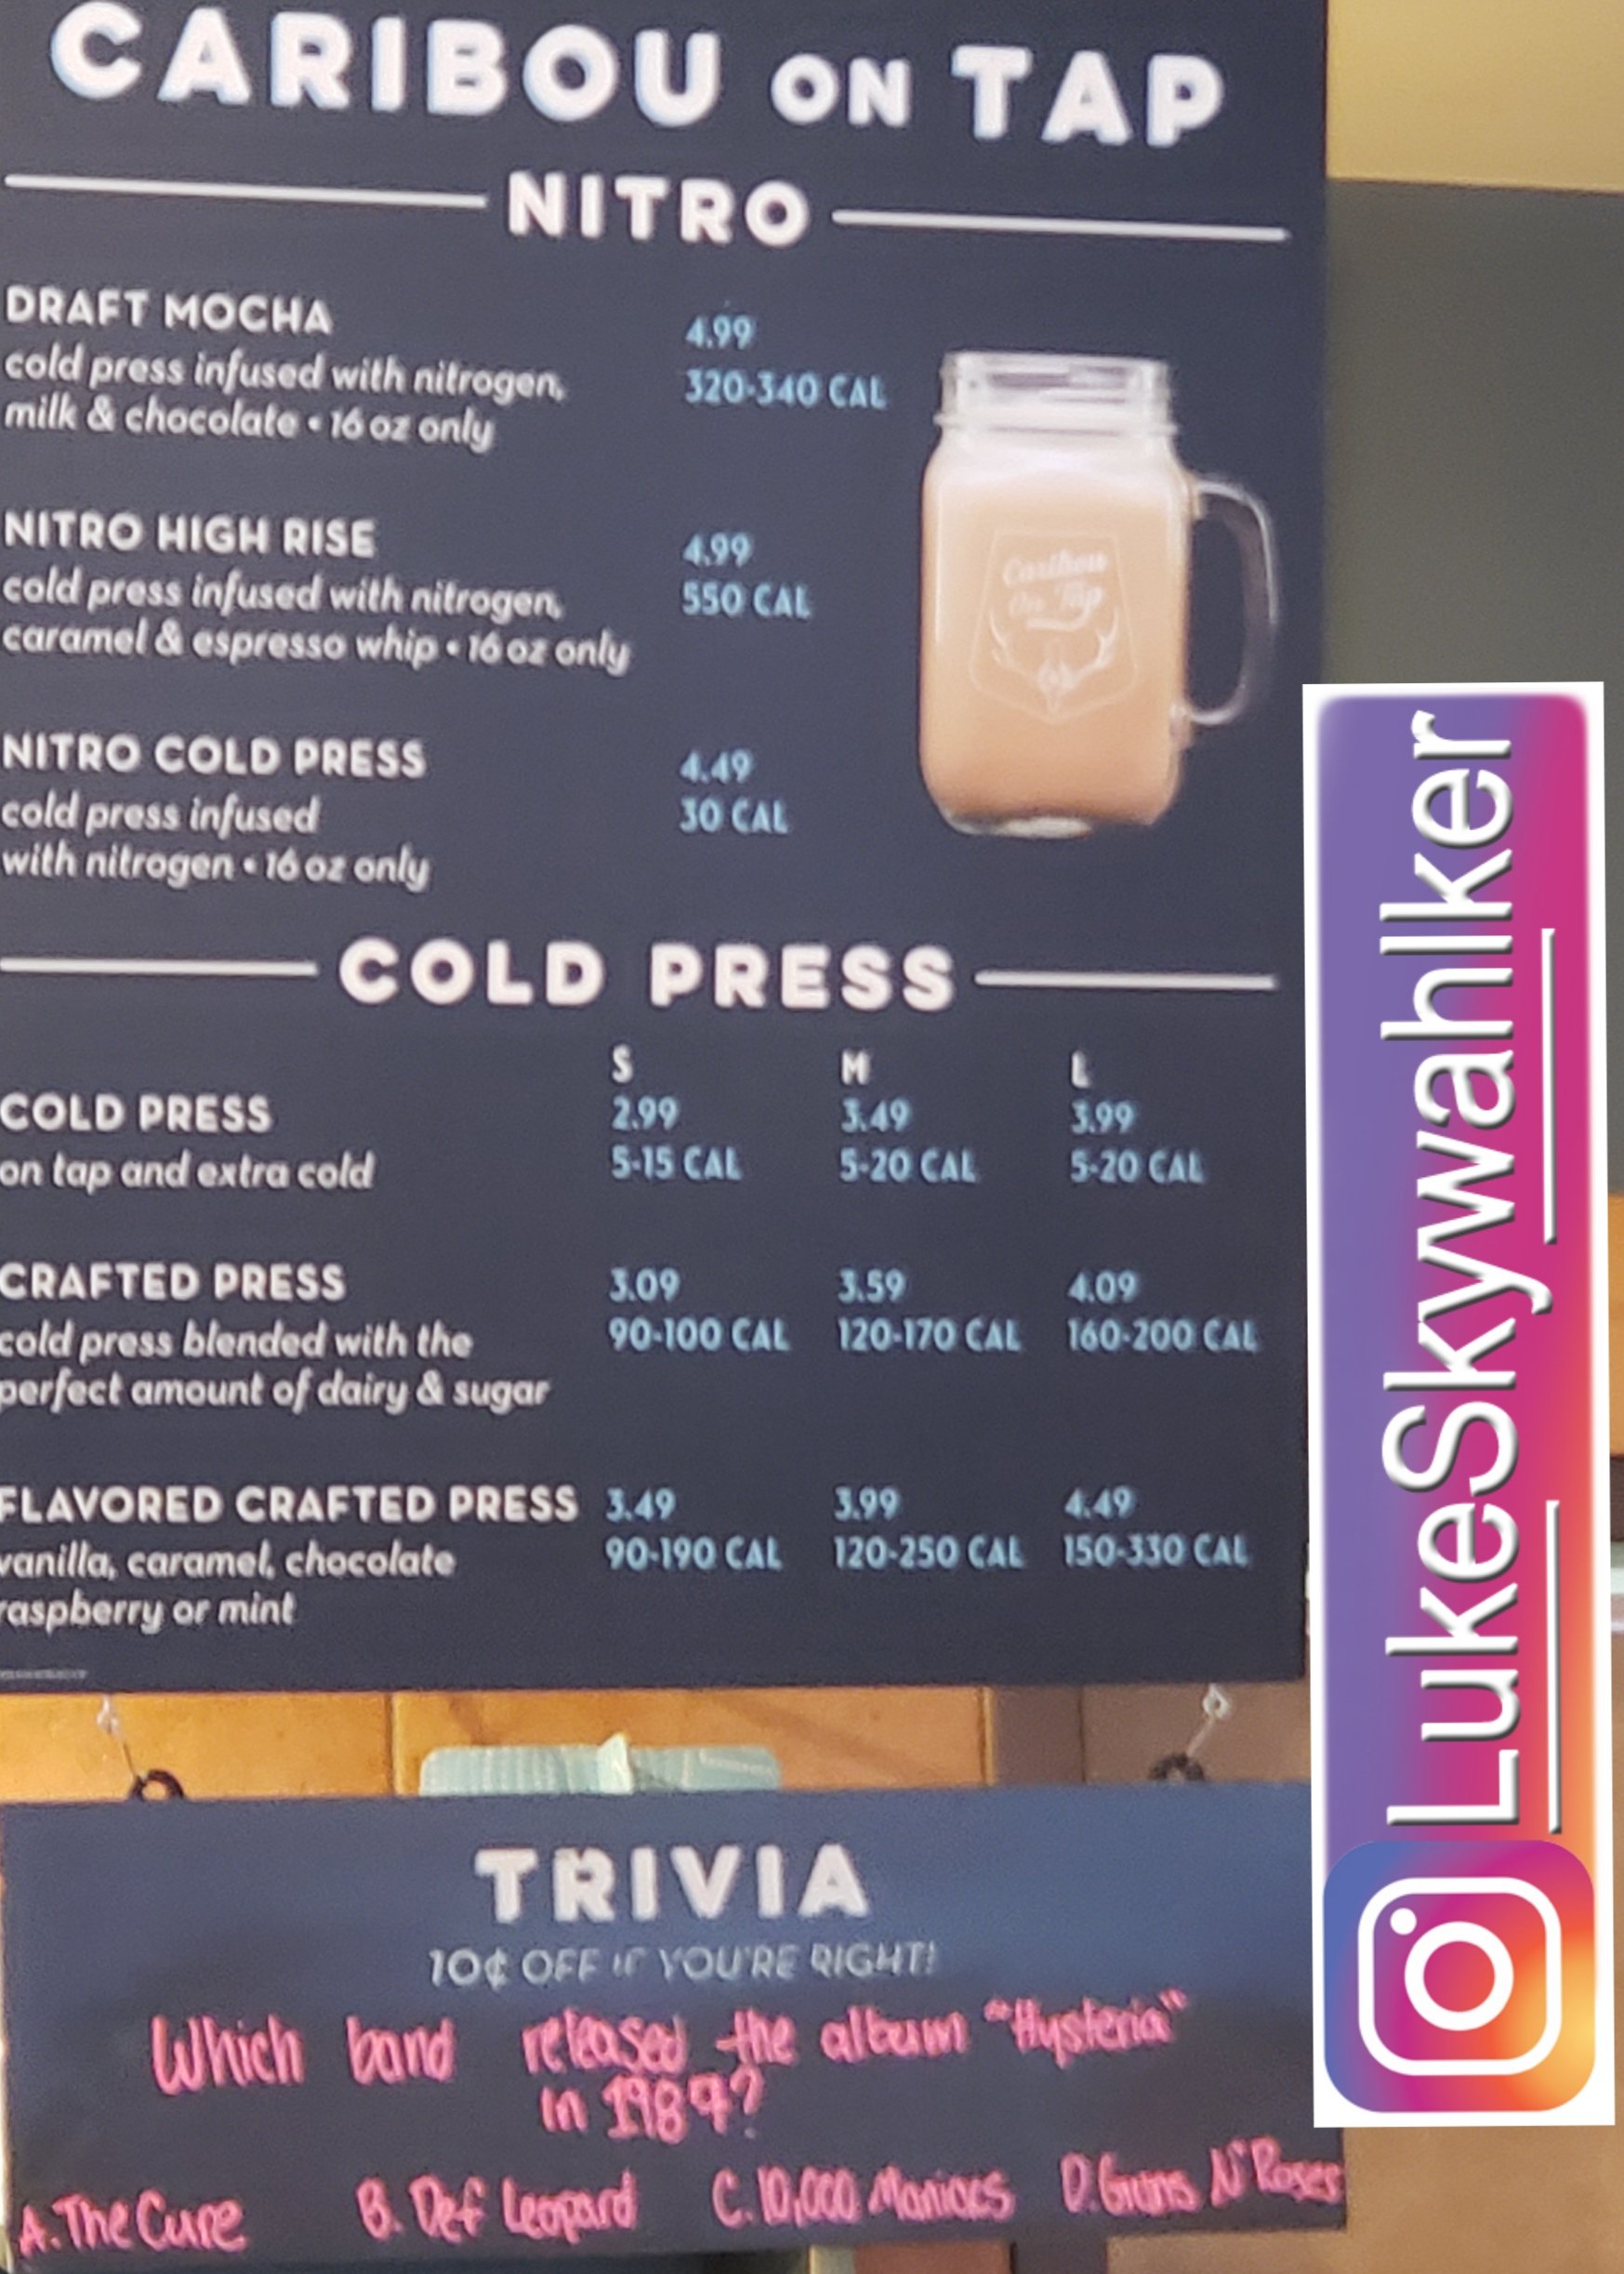 CARIBOU ON TAP
NITRO
DRAFT MOCHA
4.99
cold press infused with nitrogen,
320-340 CAL
milk & chocolate • 16 oz only
NITRO HIGH RISE
4.99
cold press infused with nitrogen,
550 CAL
caramel & espresso whip • 16 oz only
NITRO COLD PRESS
4.49
cold press infused
30 CAL
with nitrogen • 16 oz only
Caribou
On Tap
COLD PRESS
S M L
COLD PRESS 2.99 3.49 3.99
on tap and extra cold 5-15 CAL 5-20 CAL 5-20 CAL
CRAFTED PRESS 3.09 3.59 4.09
cold press blended with the 90-100 CAL 120-170 CAL 160-200 CAL
perfect amount of dairy & sugar
FLAVORED CRAFTED PRESS 3.49 3.99 4.49
vanilla, caramel, chocolate 90-190 CAL 120-250 CAL 150-330 CAL
raspberry or mint
TRIVIA
10¢ OFF IF YOU'RE RIGHT!
Which band released the album "Hysteria"
in 1987?
A. The Cure B. Def Leopard C. 10,000 Maniacs D. Guns N' Roses
_LukeSkywahlker_